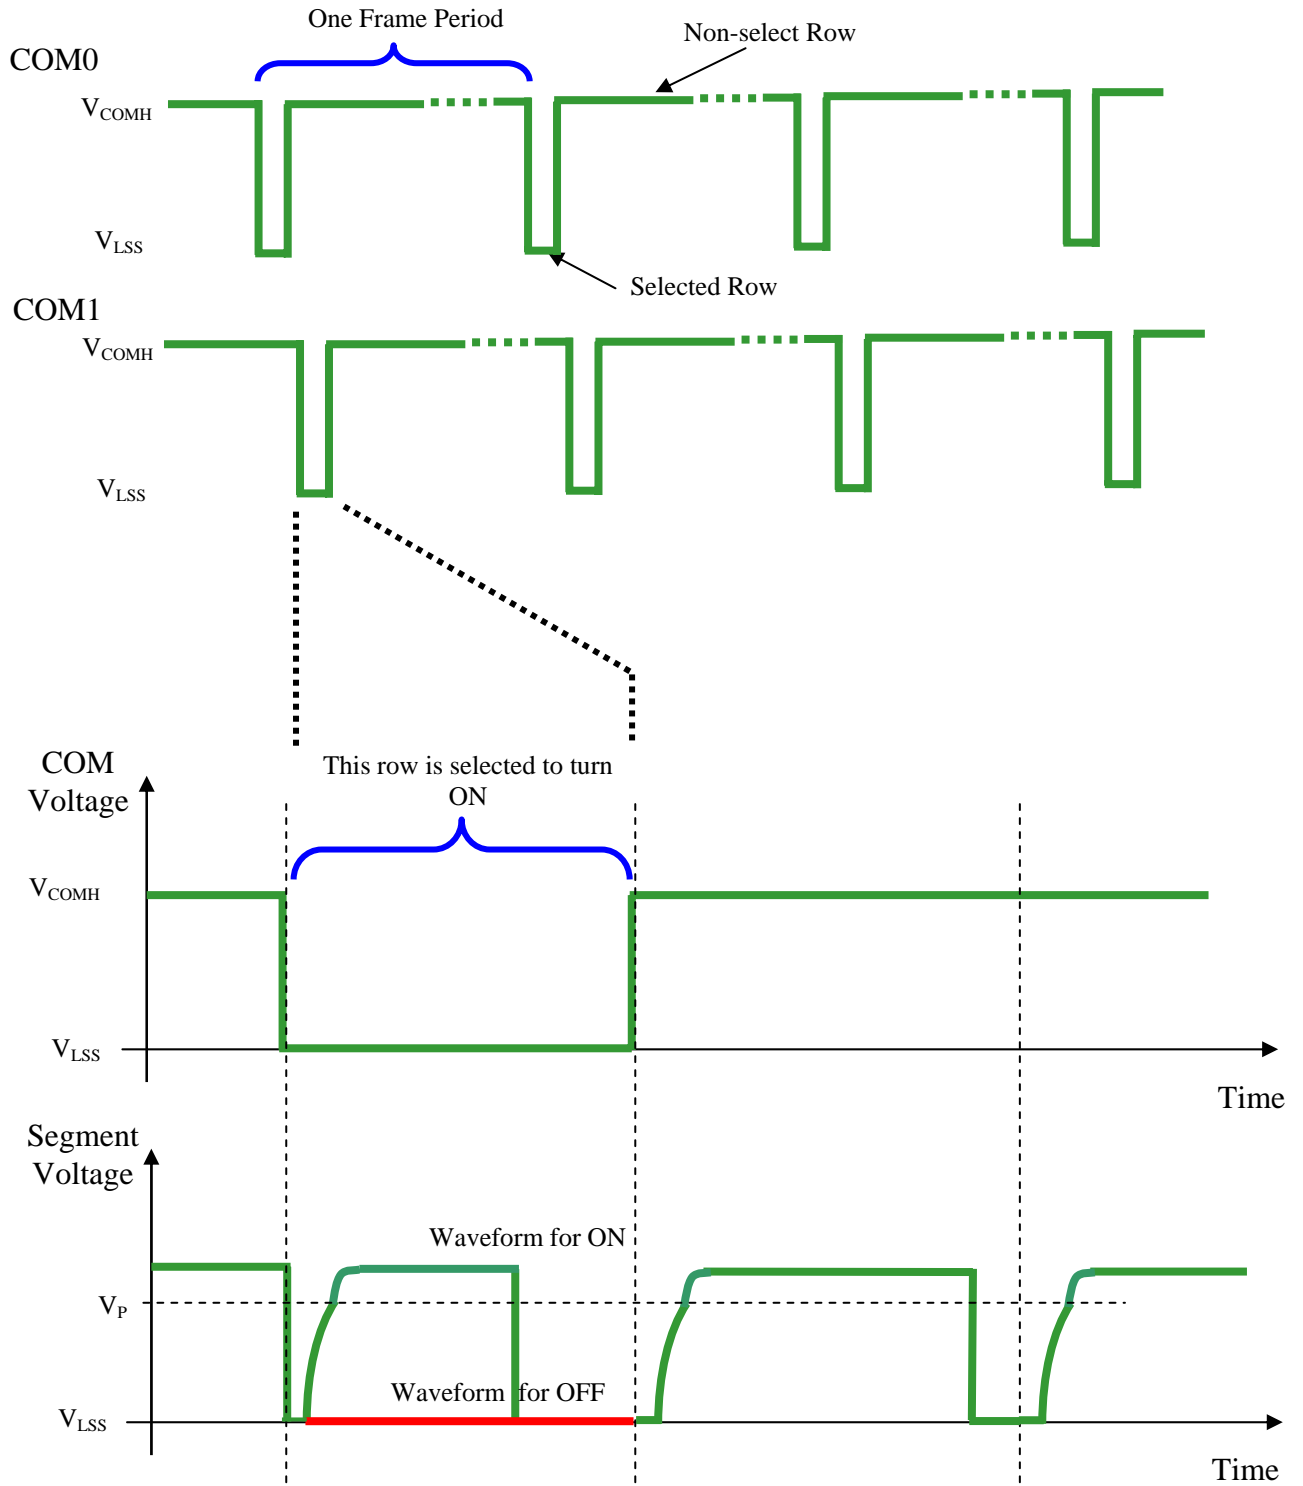 One Frame Period
Non-select Row
COM0
VCOMH
VLSS
Selected Row
COM1
VCOMH
VLSS
COM
Voltage
This row is selected to turn
ON
VCOMH
VLSS
Time
Segment
Voltage
Waveform for ON
VP
Waveform for OFF
VLSS
Time